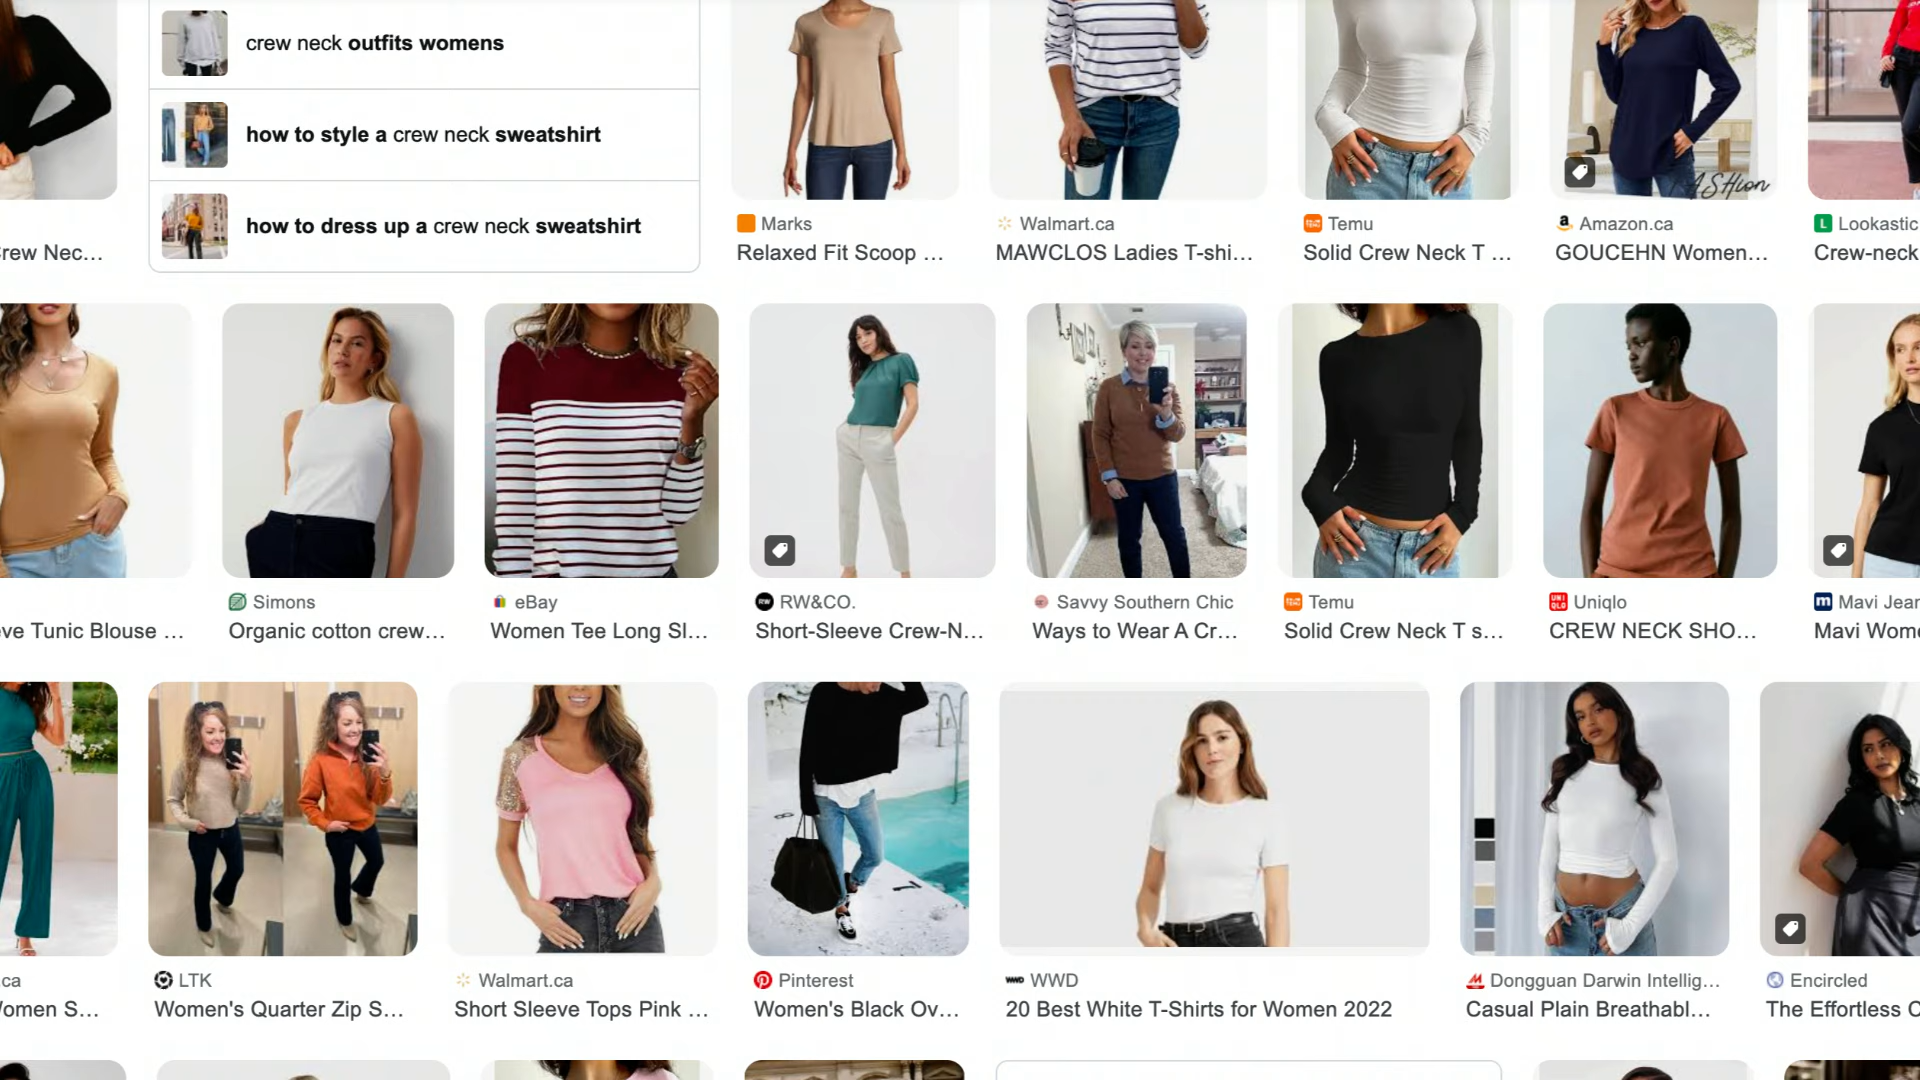 crew neck outfits womens
how to style a crew neck sweatshirt
how to dress up a crew neck sweatshirt
FASHion
Marks
Walmart.ca
Temu
Amazon.ca
Lookastic
Crew Nec...
Relaxed Fit Scoop ...
MAWCLOS Ladies T-shi...
Solid Crew Neck T ...
GOUCEHN Women...
Crew-neck
Simons
eBay
RW&CO.
Savvy Southern Chic
Temu
Uniqlo
Mavi Jean
eve Tunic Blouse ...
Organic cotton crew...
Women Tee Long Sl...
Short-Sleeve Crew-N...
Ways to Wear A Cr...
Solid Crew Neck T s...
CREW NECK SHO...
Mavi Wome
.ca
LTK
Walmart.ca
Pinterest
WWD
Dongguan Darwin Intellig...
Encircled
Women S...
Women's Quarter Zip S...
Short Sleeve Tops Pink ...
Women's Black Ov...
20 Best White T-Shirts for Women 2022
Casual Plain Breathabl...
The Effortless C